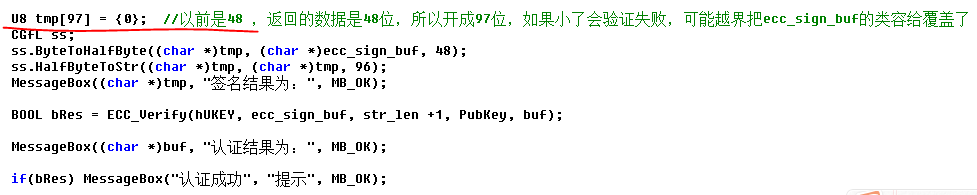 U8 tmp[97] = {0};  //以前是48 ，返回的数据是48位，所以开成97位，如果小了会验证失败，可能越界把ecc_sign_buf的类容给覆盖了
CGfL ss;
ss.ByteToHalfByte((char *)tmp, (char *)ecc_sign_buf, 48);
ss.HalfByteToStr((char *)tmp, (char *)tmp, 96);
MessageBox((char *)tmp, "签名结果为：", MB_OK);
BOOL bRes = ECC_Verify(hUKEY, ecc_sign_buf, str_len +1, PubKey, buf);
MessageBox((char *)buf, "认证结果为：", MB_OK);
if(bRes) MessageBox("认证成功", "提示", MB_OK);